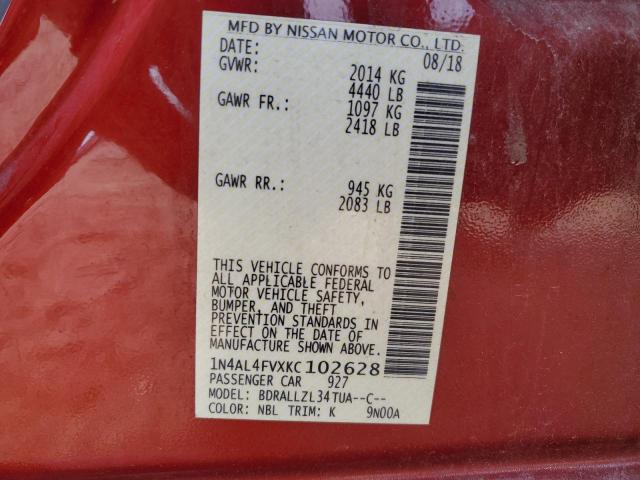 MFD BY NISSAN MOTOR CO., LTD.
DATE: 08/18
GVWR: 2014 KG
4440 LB
GAWR FR.: 1097 KG
2418 LB
GAWR RR.: 945 KG
2083 LB
THIS VEHICLE CONFORMS TO
ALL APPLICABLE FEDERAL
MOTOR VEHICLE SAFETY,
BUMPER, AND THEFT
PREVENTION STANDARDS IN
EFFECT ON THE DATE OF
MANUFACTURE SHOWN ABOVE.
1N4AL4FVXKC102628
PASSENGER CAR 927
MODEL: BDRALLZL34TUA--C--
COLOR: NBL TRIM: K 9N00A